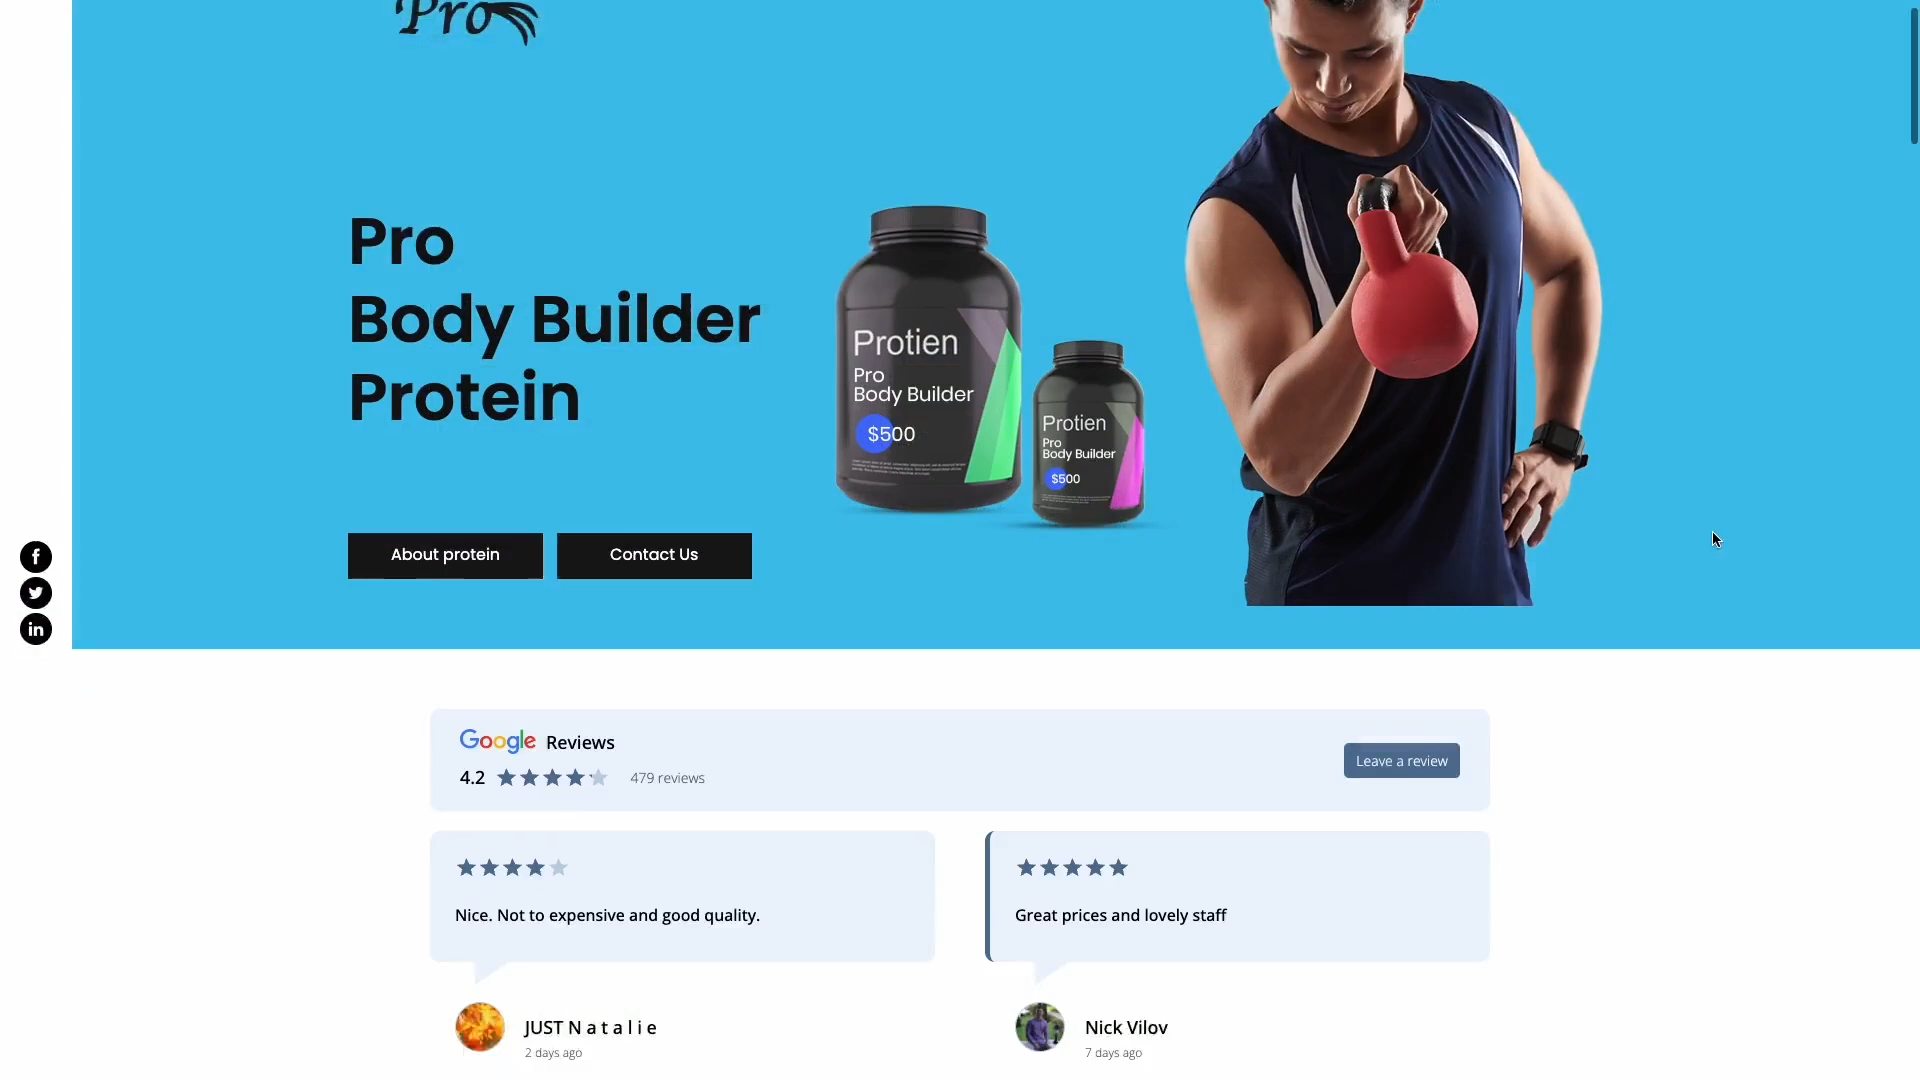 Pro
Pro
Body Builder
Protein
Protien
Pro
Body Builder
$500
Protien
Pro
Body Builder
$500
About protein
Contact Us
f
in
Google Reviews
4.2
479 reviews
Leave a review
Nice. Not to expensive and good quality.
JUST N a t a l i e
2 days ago
Great prices and lovely staff
Nick Vilov
7 days ago